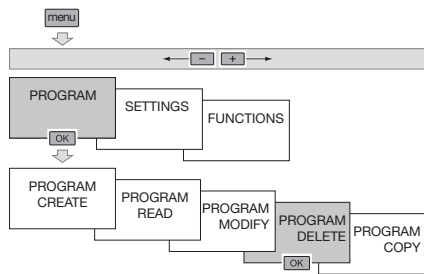 menu
– +
PROGRAM
SETTINGS
FUNCTIONS
OK
PROGRAM
CREATE
PROGRAM
READ
PROGRAM
MODIFY
PROGRAM
DELETE
PROGRAM
COPY
OK